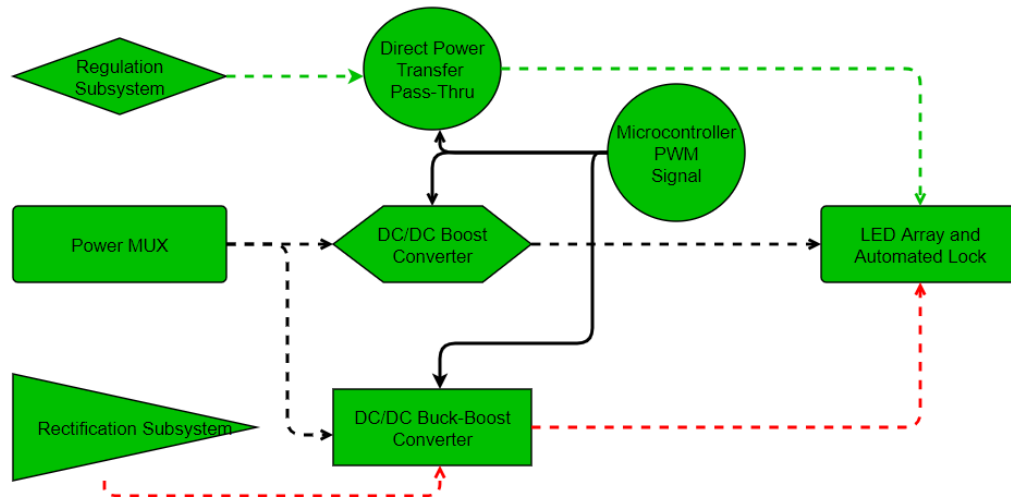 Regulation
Subsystem
Direct Power
Transfer
Pass-Thru
Microcontroller
PWM
Signal
Power MUX
DC/DC Boost
Converter
LED Array and
Automated Lock
Rectification Subsystem
DC/DC Buck-Boost
Converter